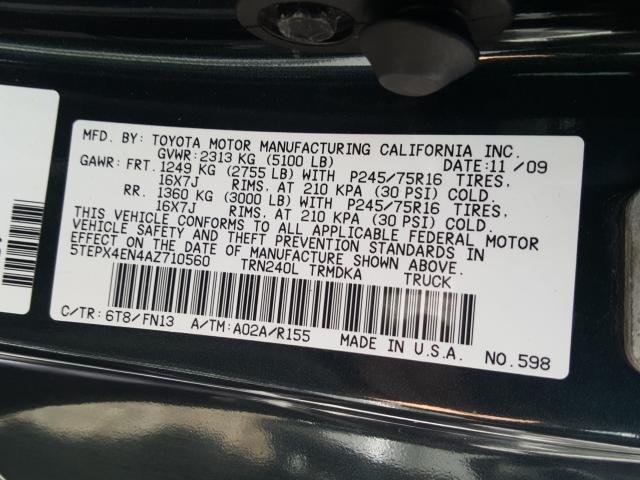 MFD. BY: TOYOTA MOTOR MANUFACTURING CALIFORNIA INC.
GVWR: 2313 KG (5100 LB) DATE: 11/09
GAWR: FRT. 1249 KG (2755 LB) WITH P245/75R16 TIRES,
16X7J RIMS, AT 210 KPA (30 PSI) COLD.
RR. 1360 KG (3000 LB) WITH P245/75R16 TIRES,
16X7J RIMS, AT 210 KPA (30 PSI) COLD.
THIS VEHICLE CONFORMS TO ALL APPLICABLE FEDERAL MOTOR
VEHICLE SAFETY AND THEFT PREVENTION STANDARDS IN
EFFECT ON THE DATE OF MANUFACTURE SHOWN ABOVE.
5TEPX4EN4AZ710560 TRN240L TRMDKA TRUCK
C/TR: 6T8/FN13 A/TM: A02A/R155 MADE IN U.S.A. NO.598